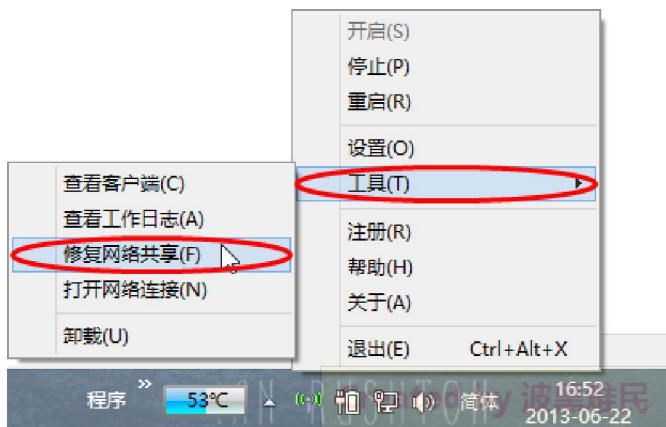 开启(S)
停止(P)
重启(R)
设置(O)
工具(T)
注册(R)
帮助(H)
关于(A)
退出(E) Ctrl+Alt+X
查看客户端(C)
查看工作日志(A)
修复网络共享(F)
打开网络连接(N)
卸载(U)
程序 » 53℃ 简体 16:52
2013-06-22